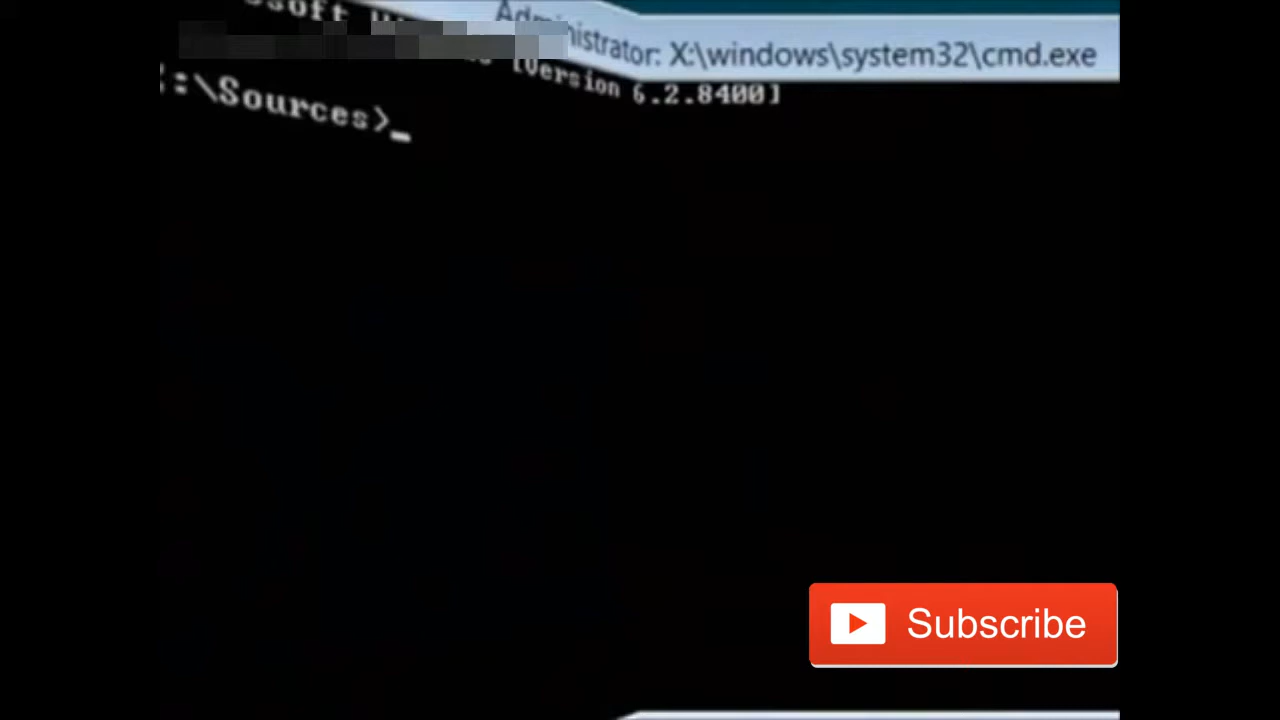 Administrator: X:\windows\system32\cmd.exe
[Version 6.2.8400]
:\Sources>_
Subscribe